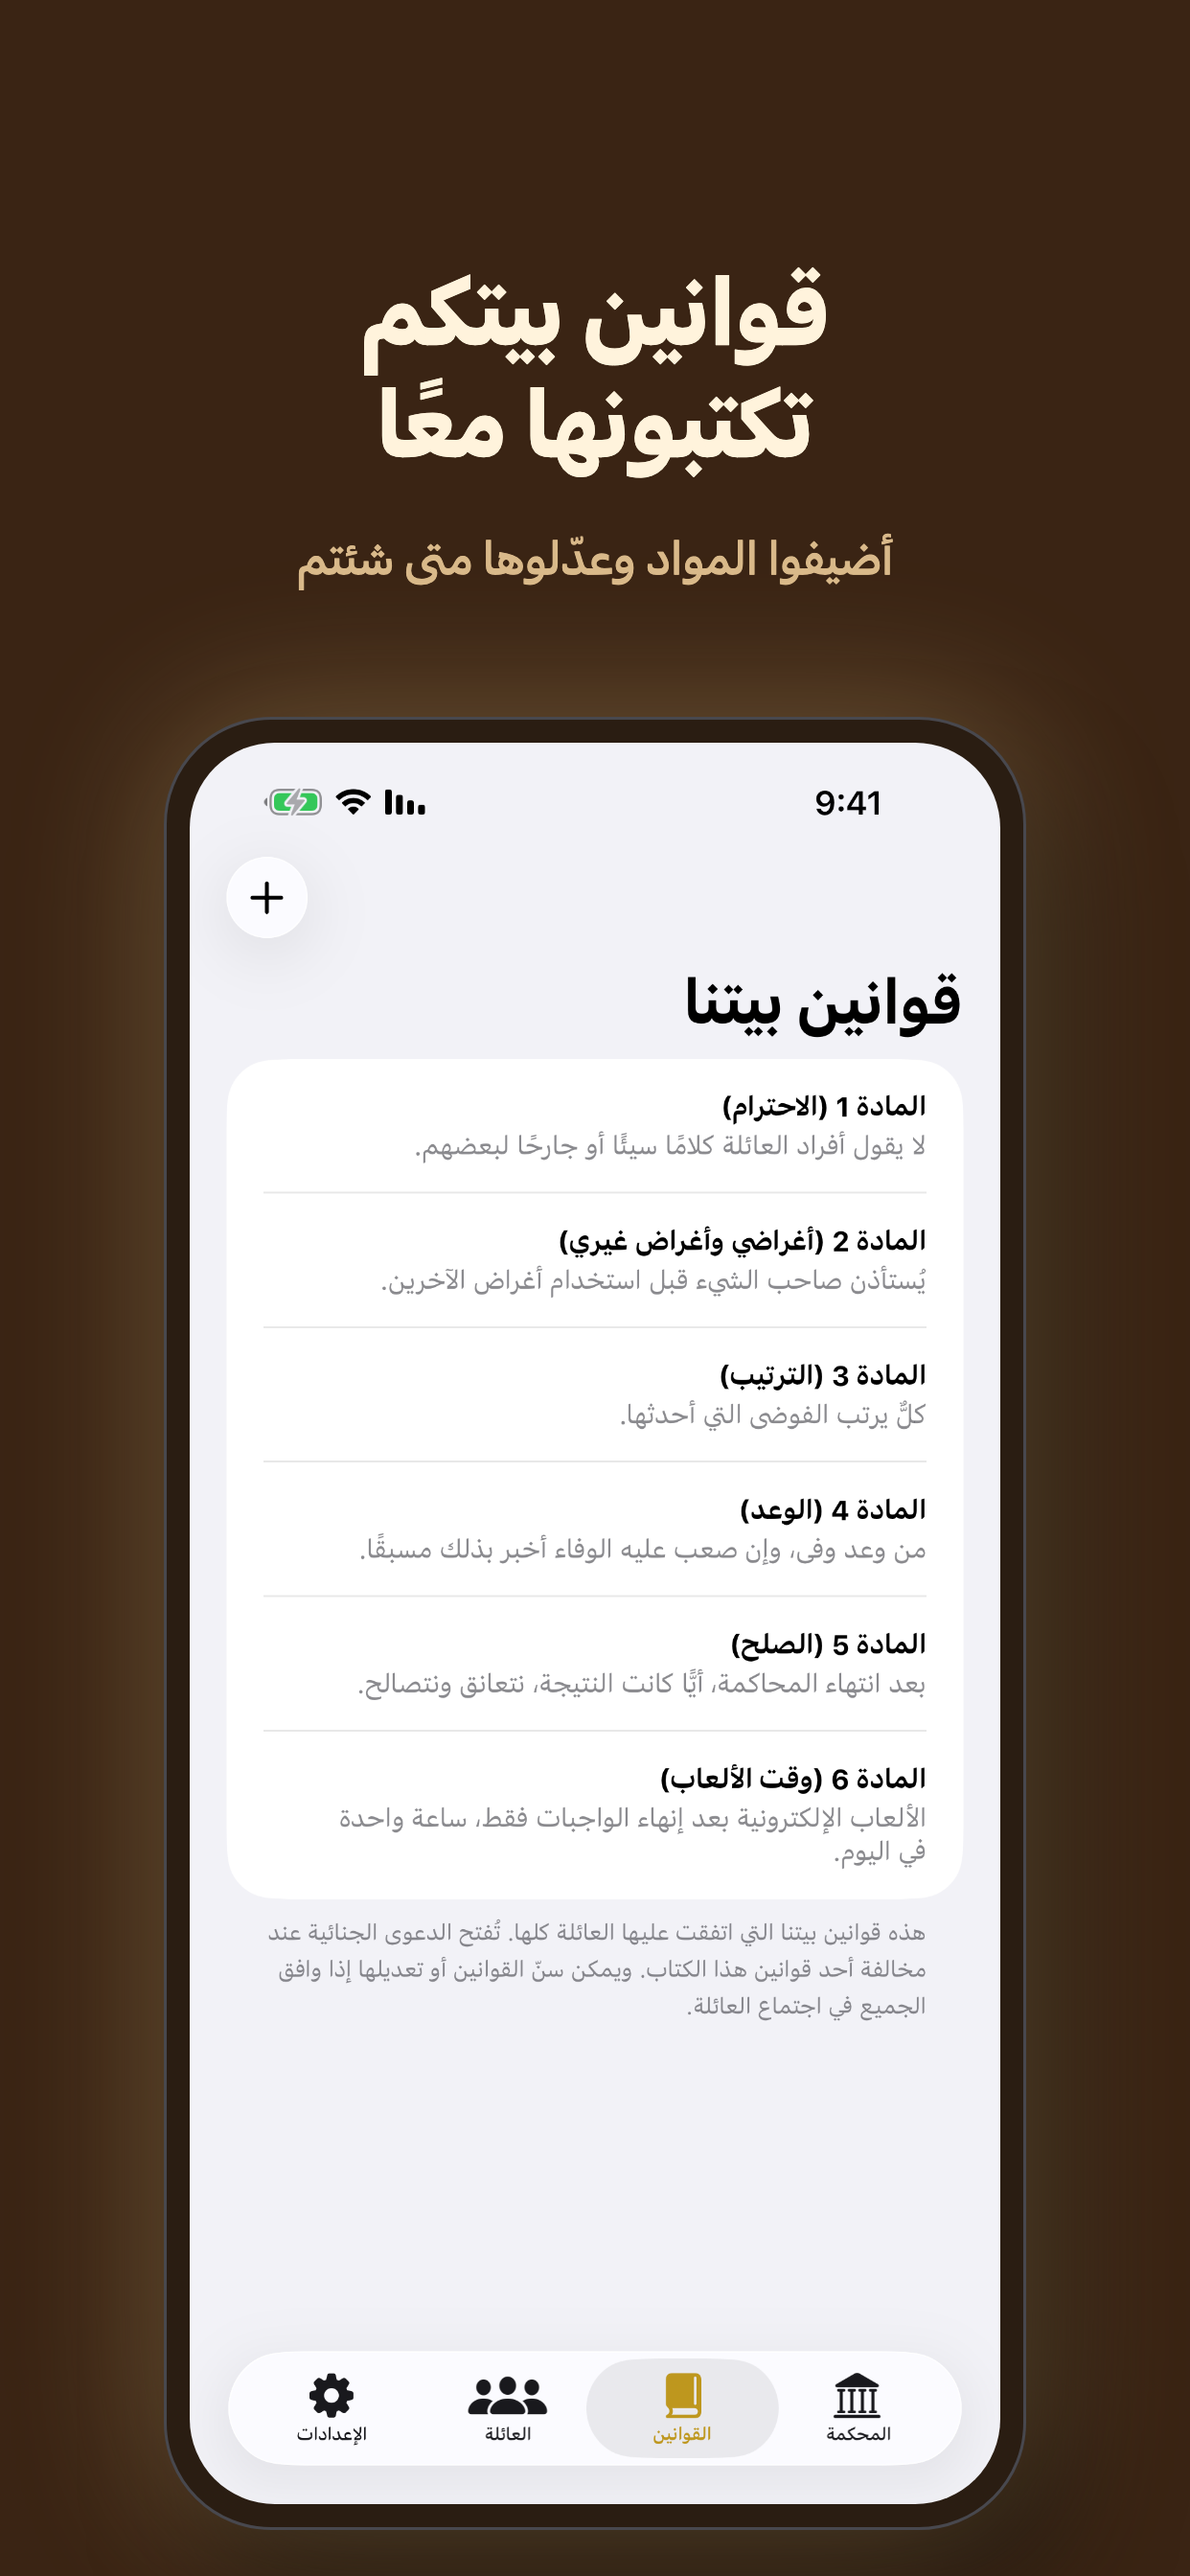 قوانين بيتكم
تكتبونها معًا
أضيفوا المواد وعدّلوها متى شئتم
9:41
قوانين بيتنا
المادة 1 (الاحترام)
لا يقول أفراد العائلة كلامًا سيئًا أو جارحًا لبعضهم.
المادة 2 (أغراضي وأغراض غيري)
يُستأذن صاحب الشيء قبل استخدام أغراض الآخرين.
المادة 3 (الترتيب)
كلٌّ يرتب الفوضى التي أحدثها.
المادة 4 (الوعد)
من وعد وفى، وإن صعب عليه الوفاء أخبر بذلك مسبقًا.
المادة 5 (الصلح)
بعد انتهاء المحاكمة، أيًّا كانت النتيجة، نتعانق ونتصالح.
المادة 6 (وقت الألعاب)
الألعاب الإلكترونية بعد إنهاء الواجبات فقط، ساعة واحدة
في اليوم.
هذه قوانين بيتنا التي اتفقت عليها العائلة كلها. تُفتح الدعوى الجنائية عند
مخالفة أحد قوانين هذا الكتاب. ويمكن سنّ القوانين أو تعديلها إذا وافق
الجميع في اجتماع العائلة.
المحكمة
القوانين
العائلة
الإعدادات